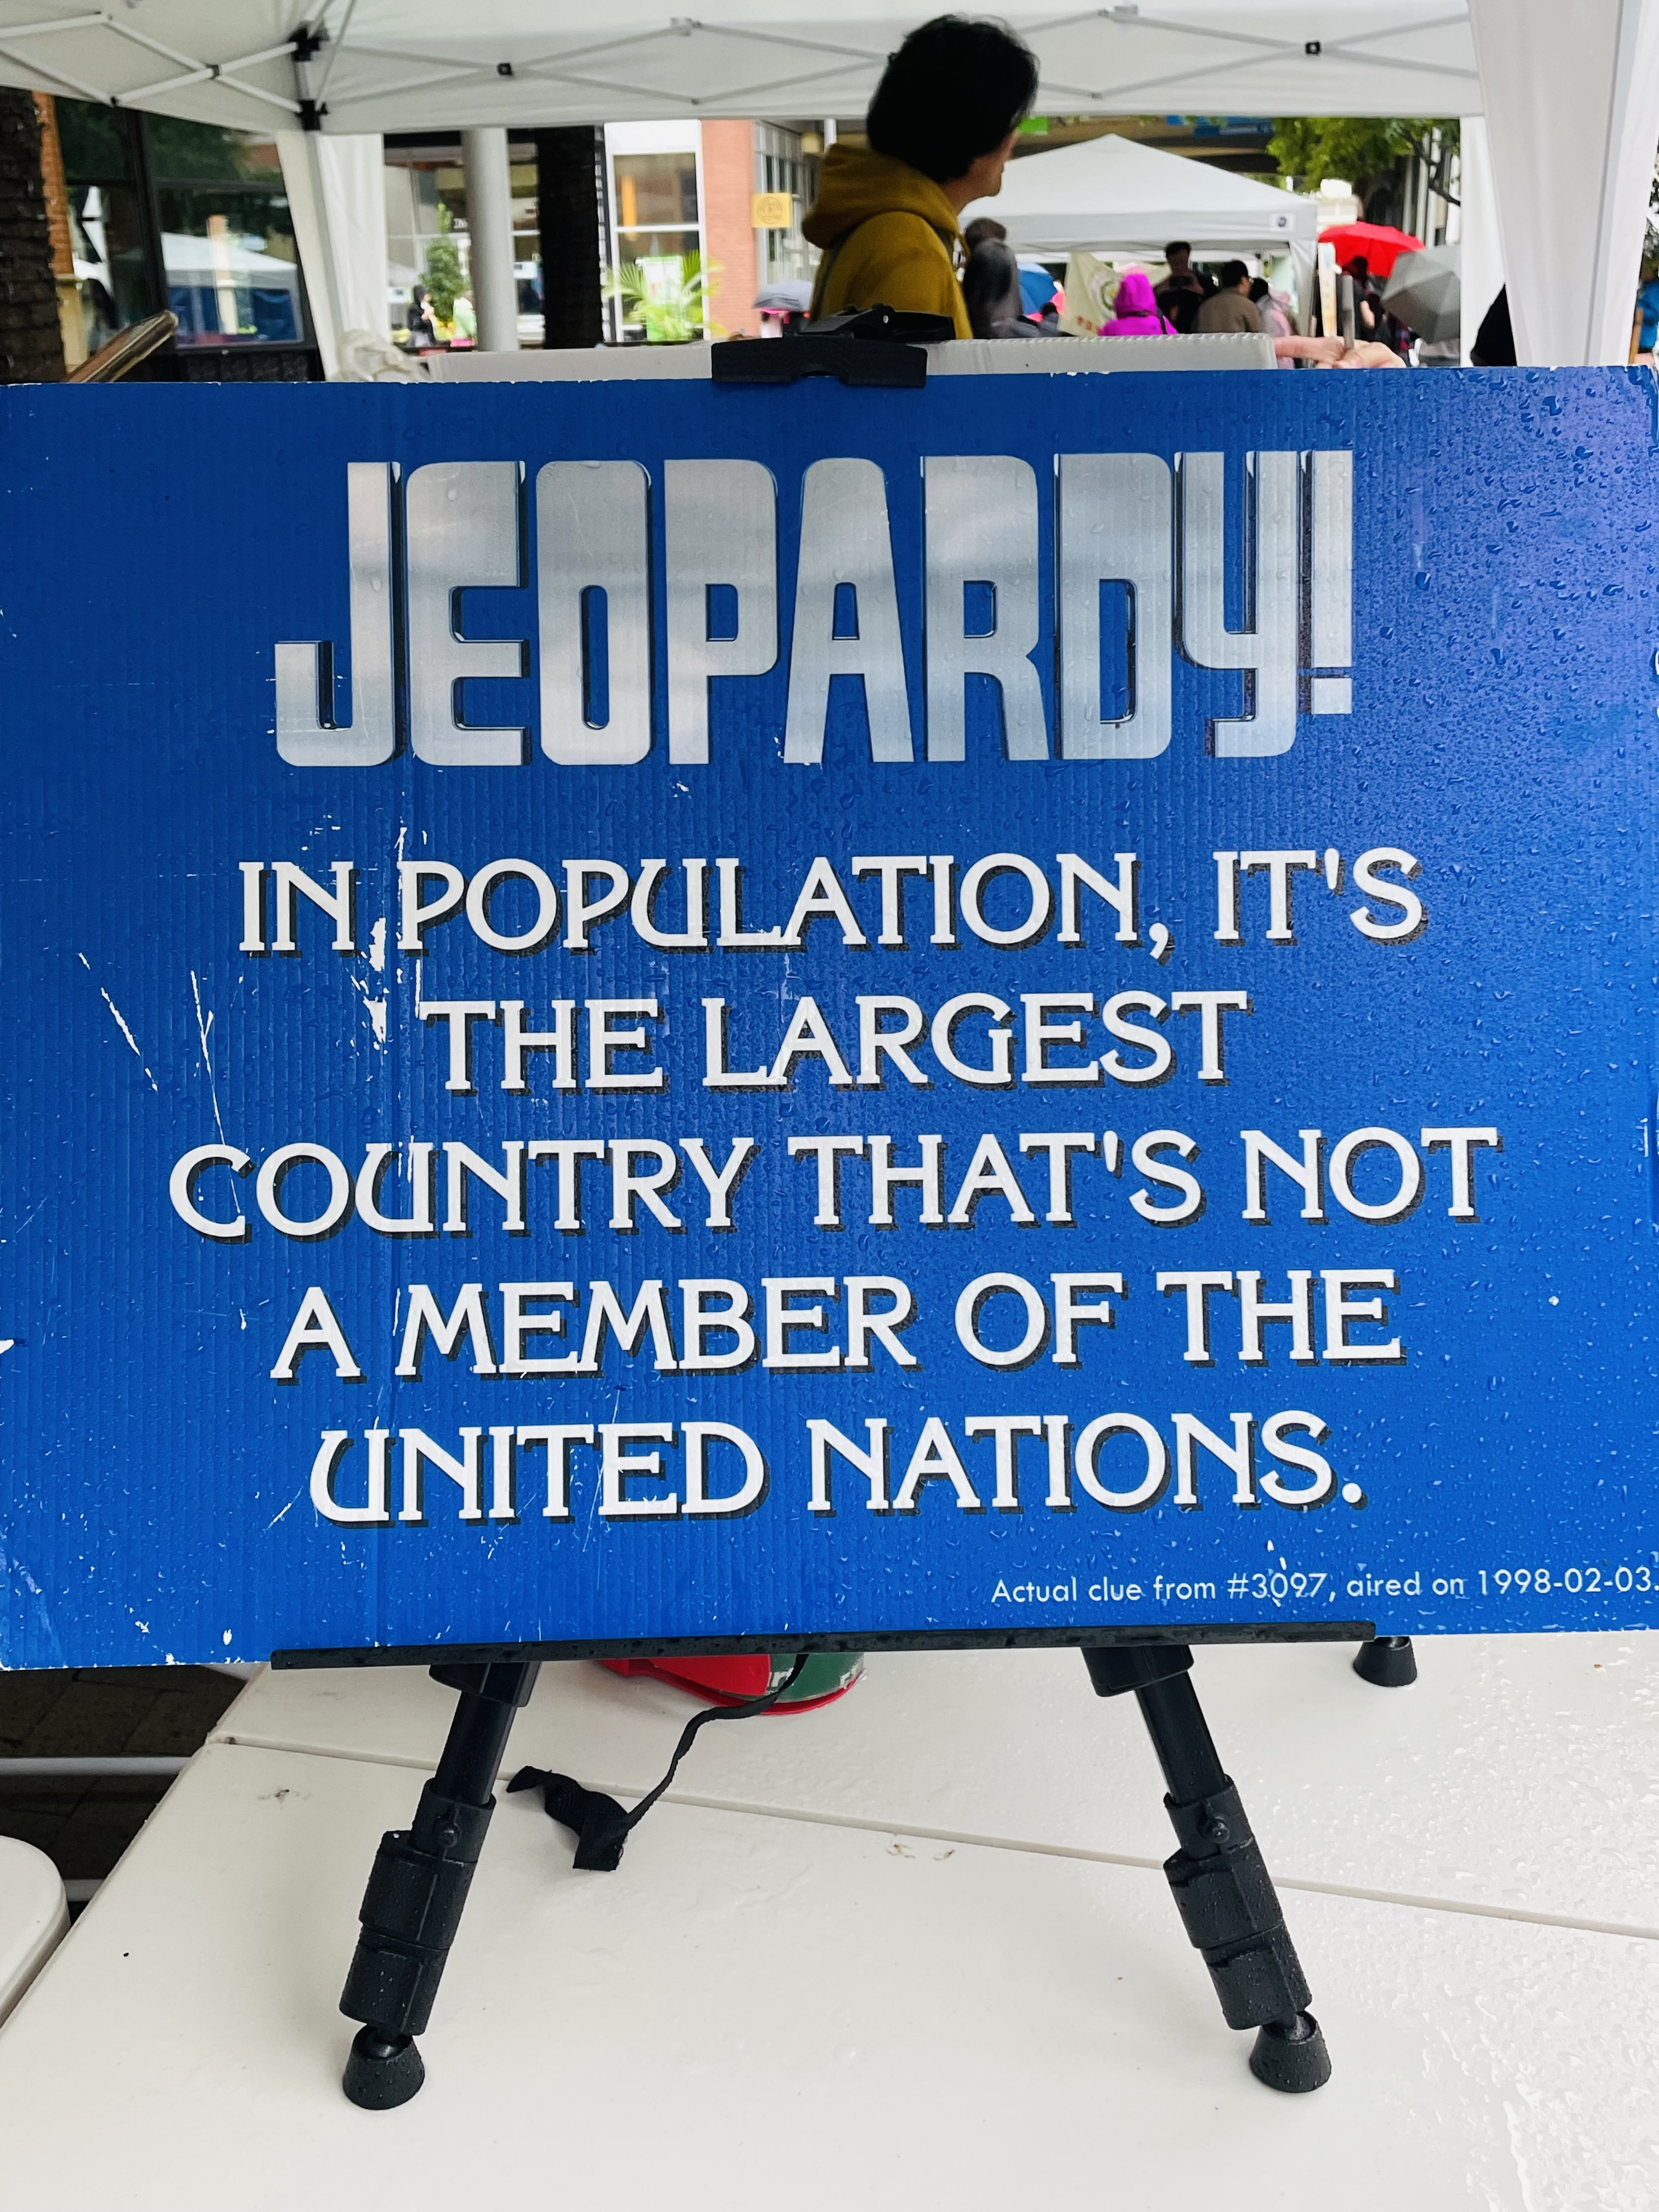 JEOPARDY!
IN POPULATION, IT'S
THE LARGEST
COUNTRY THAT'S NOT
A MEMBER OF THE
UNITED NATIONS.
Actual clue from #3097, aired on 1998-02-03.